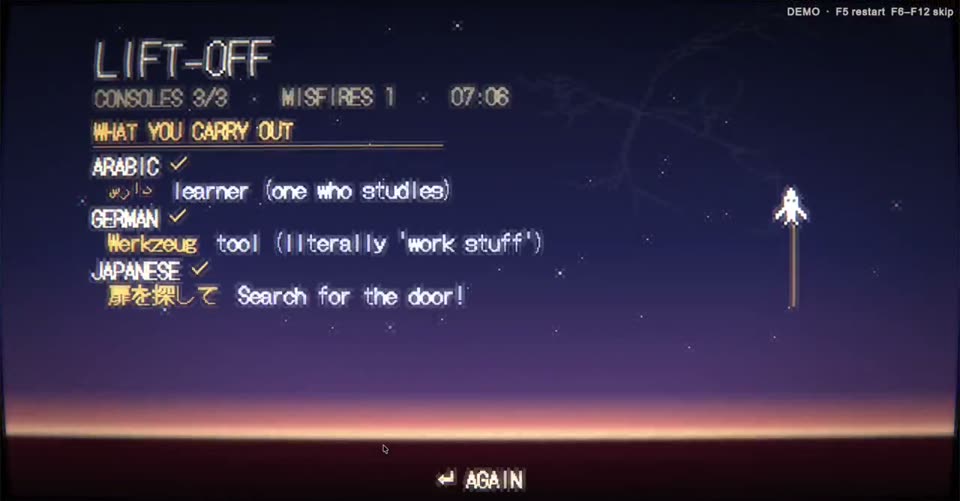 DEMO · F5 restart F6–F12 skip
LIFT-OFF
CONSOLES 3/3 · MISFIRES 1 · 07:06
WHAT YOU CARRY OUT
ARABIC ✓
دارس learner (one who studies)
GERMAN ✓
Werkzeug tool (literally 'work stuff')
JAPANESE ✓
扉を探して Search for the door!
↵ AGAIN